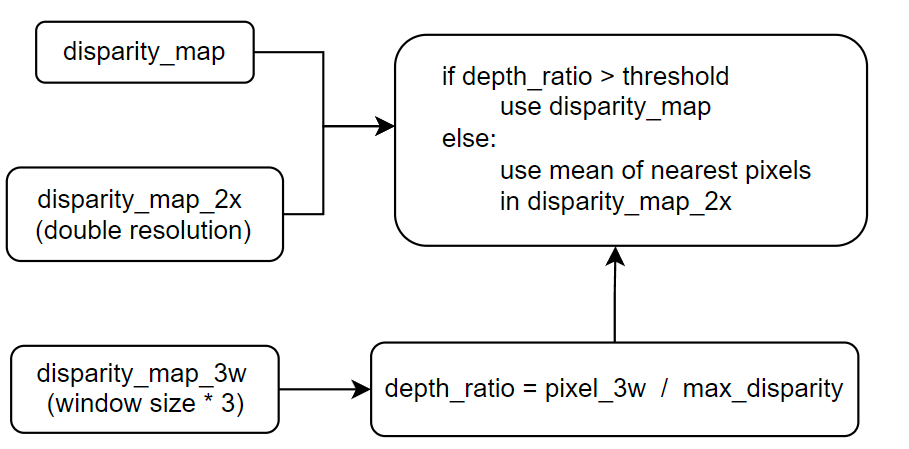 disparity_map
disparity_map_2x
(double resolution)
if depth_ratio > threshold
use disparity_map
else:
use mean of nearest pixels
in disparity_map_2x
disparity_map_3w
(window size * 3)
depth_ratio = pixel_3w / max_disparity